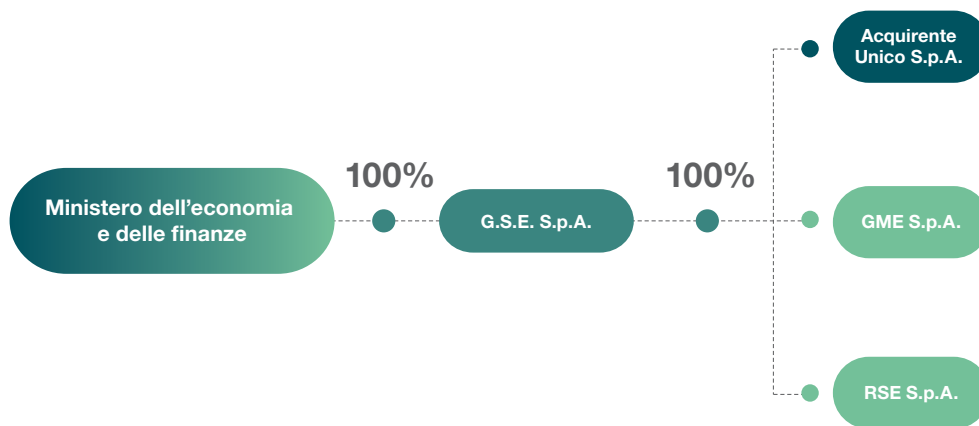 Ministero dell'economia
e delle finanze
100%
G.S.E. S.p.A.
100%
Acquirente
Unico S.p.A.
GME S.p.A.
RSE S.p.A.